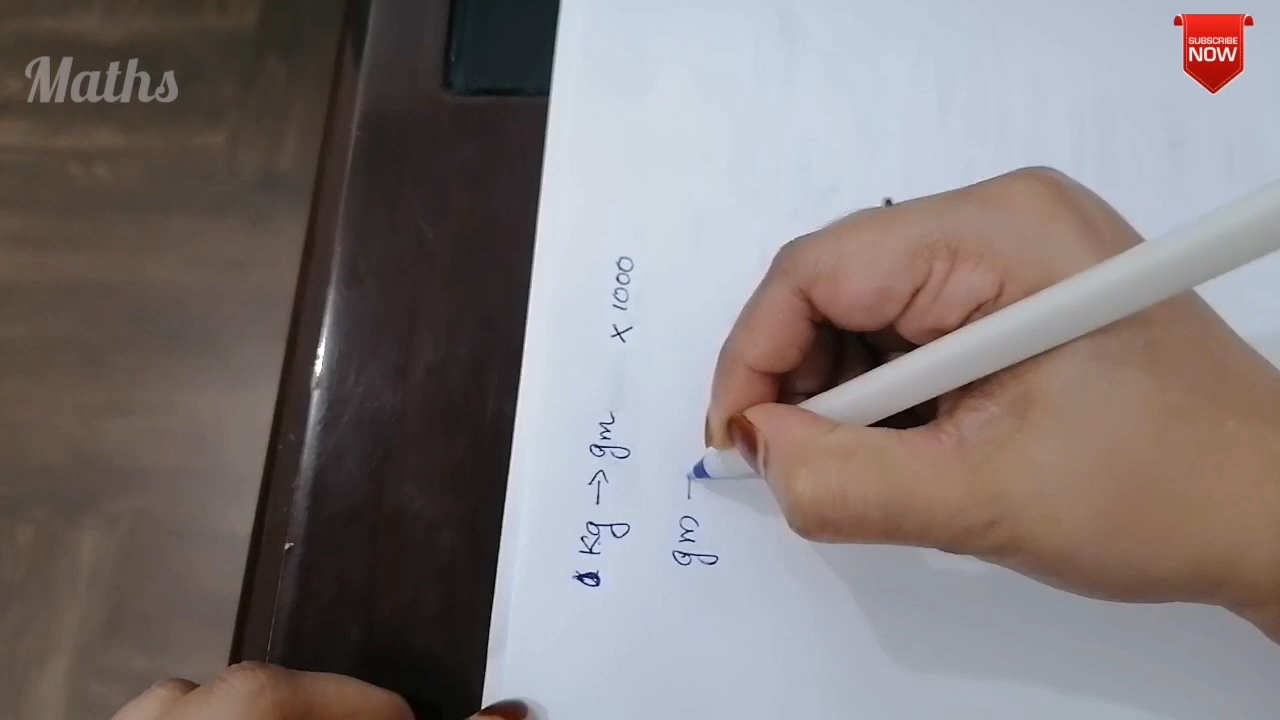 Maths
SUBSCRIBE
NOW
Kg → gm × 1000
gm -